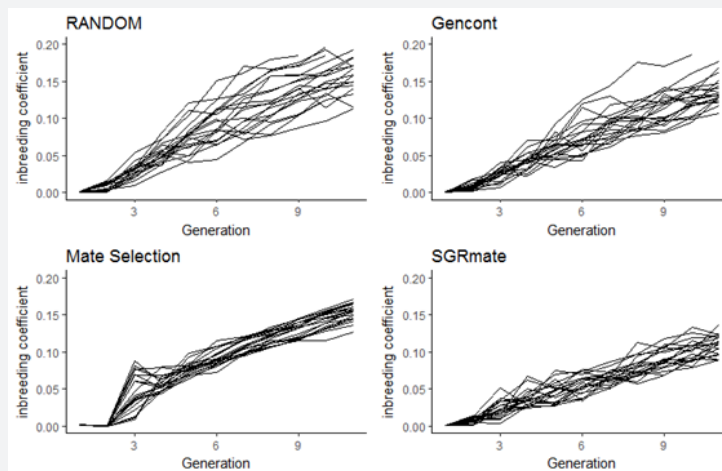 RANDOM
inbreeding coefficient
0.20
0.15
0.10
0.05
0.00
3 6 9
Generation
Gencont
inbreeding coefficient
0.20
0.15
0.10
0.05
0.00
3 6 9
Generation
Mate Selection
inbreeding coefficient
0.20
0.15
0.10
0.05
0.00
3 6 9
Generation
SGRmate
inbreeding coefficient
0.20
0.15
0.10
0.05
0.00
3 6 9
Generation